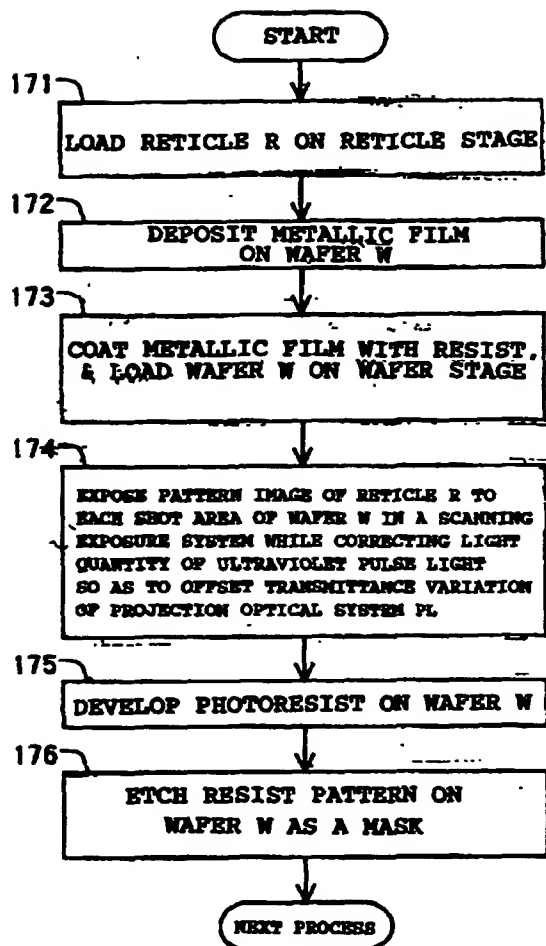 START
171
LOAD RETICLE R ON RETICLE STAGE
172
DEPOSIT METALLIC FILM
ON WAFER W
173
COAT METALLIC FILM WITH RESIST,
& LOAD WAFER W ON WAFER STAGE
174
EXPOSE PATTERN IMAGE OF RETICLE R TO
EACH SHOT AREA OF WAFER W IN A SCANNING
EXPOSURE SYSTEM WHILE CORRECTING LIGHT
QUANTITY OF ULTRAVIOLET PULSE LIGHT
SO AS TO OFFSET TRANSMITTANCE VARIATION
OF PROJECTION OPTICAL SYSTEM PL
175
DEVELOP PHOTORESIST ON WAFER W
176
ETCH RESIST PATTERN ON
WAFER W AS A MASK
NEXT PROCESS